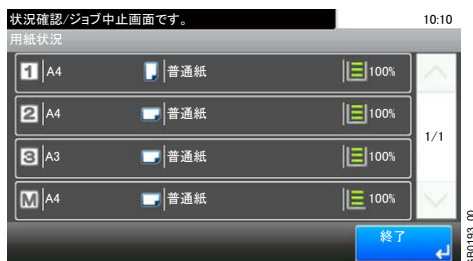 状況確認/ジョブ中止画面です。 10:10
用紙状況
1 A4 普通紙 100%
2 A4 普通紙 100%
3 A3 普通紙 100%
M A4 普通紙 100%
1/1
終了